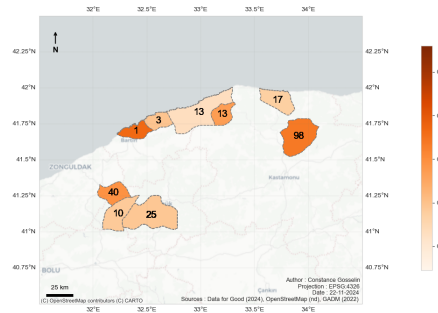 32°E 32.5°E 33°E 33.5°E 34°E
42.25°N 42.25°N
N
42°N 42°N
17
13
3 13
1
41.75°N 41.75°N
98
Bartın
41.5°N 41.5°N
ZONGULDAK
Kastamonu
41.25°N 41.25°N
40
10 25
41°N 41°N
40.75°N 40.75°N
BOLU
Çankırı
Author : Constance Gosselin
Projection : EPSG:4326
Date : 22-11-2024
25 km
(C) OpenStreetMap contributors (C) CARTO
Sources : Data for Good (2024), OpenStreetMap (nd), GADM (2022)
32°E 32.5°E 33°E 33.5°E 34°E